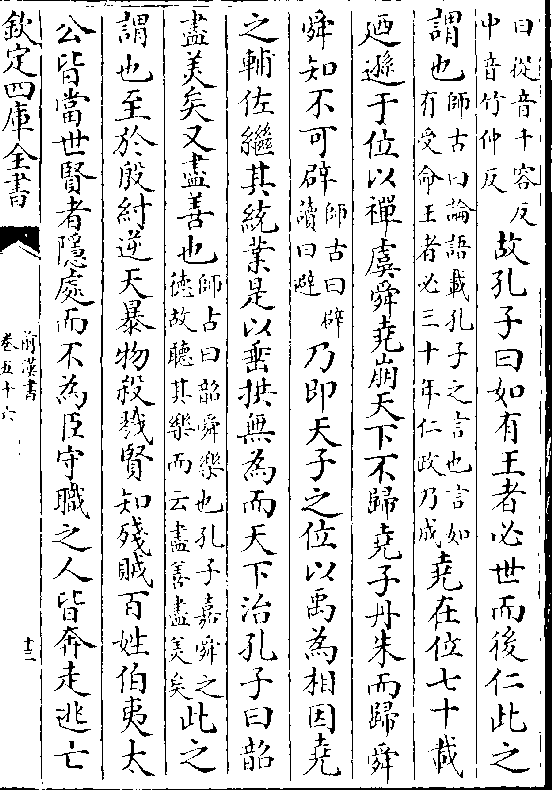 曰從音千容反
中音竹仲反
故孔子曰如有王者必世而後仁此之
謂也師古曰論語載孔子之言也言如
有受命王者必三十年仁政乃成
堯在位七十載
迺遜于位以禪虞舜堯崩天下不歸堯子丹朱而歸舜
舜知不可辟師古曰辟
讀曰避
乃即天子之位以禹為相因堯
之輔佐繼其統業是以垂拱無為而天下治孔子曰韶
盡美矣又盡善也師古曰韶舜樂也孔子嘉舜之
徳故聽其樂而云盡善盡美矣
此之
謂也至於殷紂逆天暴物殺戮賢知殘賊百姓伯夷太
公皆當世賢者隱處而不為臣守職之人皆奔走逃亡
欽定四庫全書
前漢書
卷五十六
十三